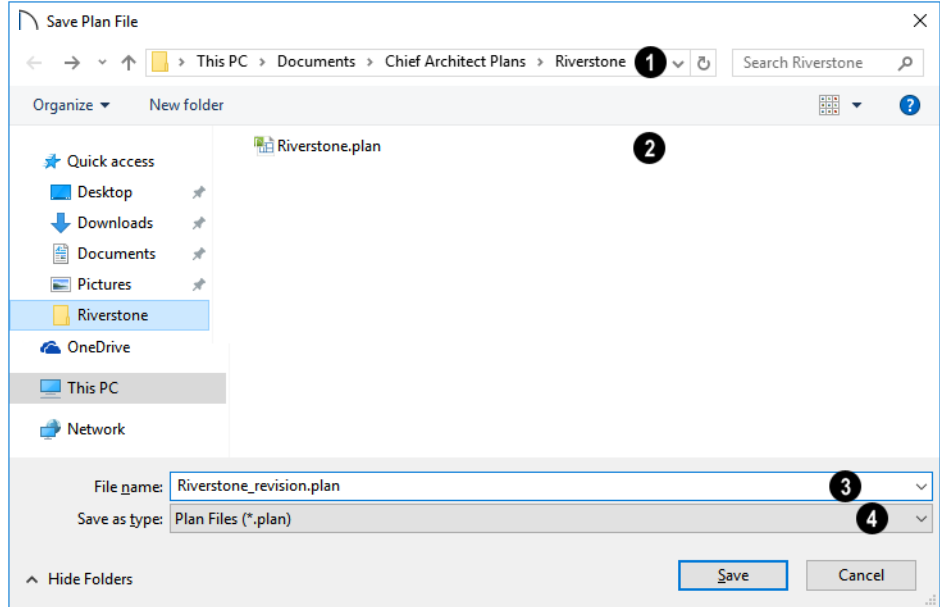 Save Plan File
This PC > Documents > Chief Architect Plans > Riverstone 1 Search Riverstone
Organize New folder ?
Riverstone.plan 2
Quick access
Desktop
Downloads
Documents
Pictures
Riverstone
OneDrive
This PC
Network
File name: Riverstone_revision.plan 3
Save as type: Plan Files (*.plan) 4
Hide Folders Save Cancel